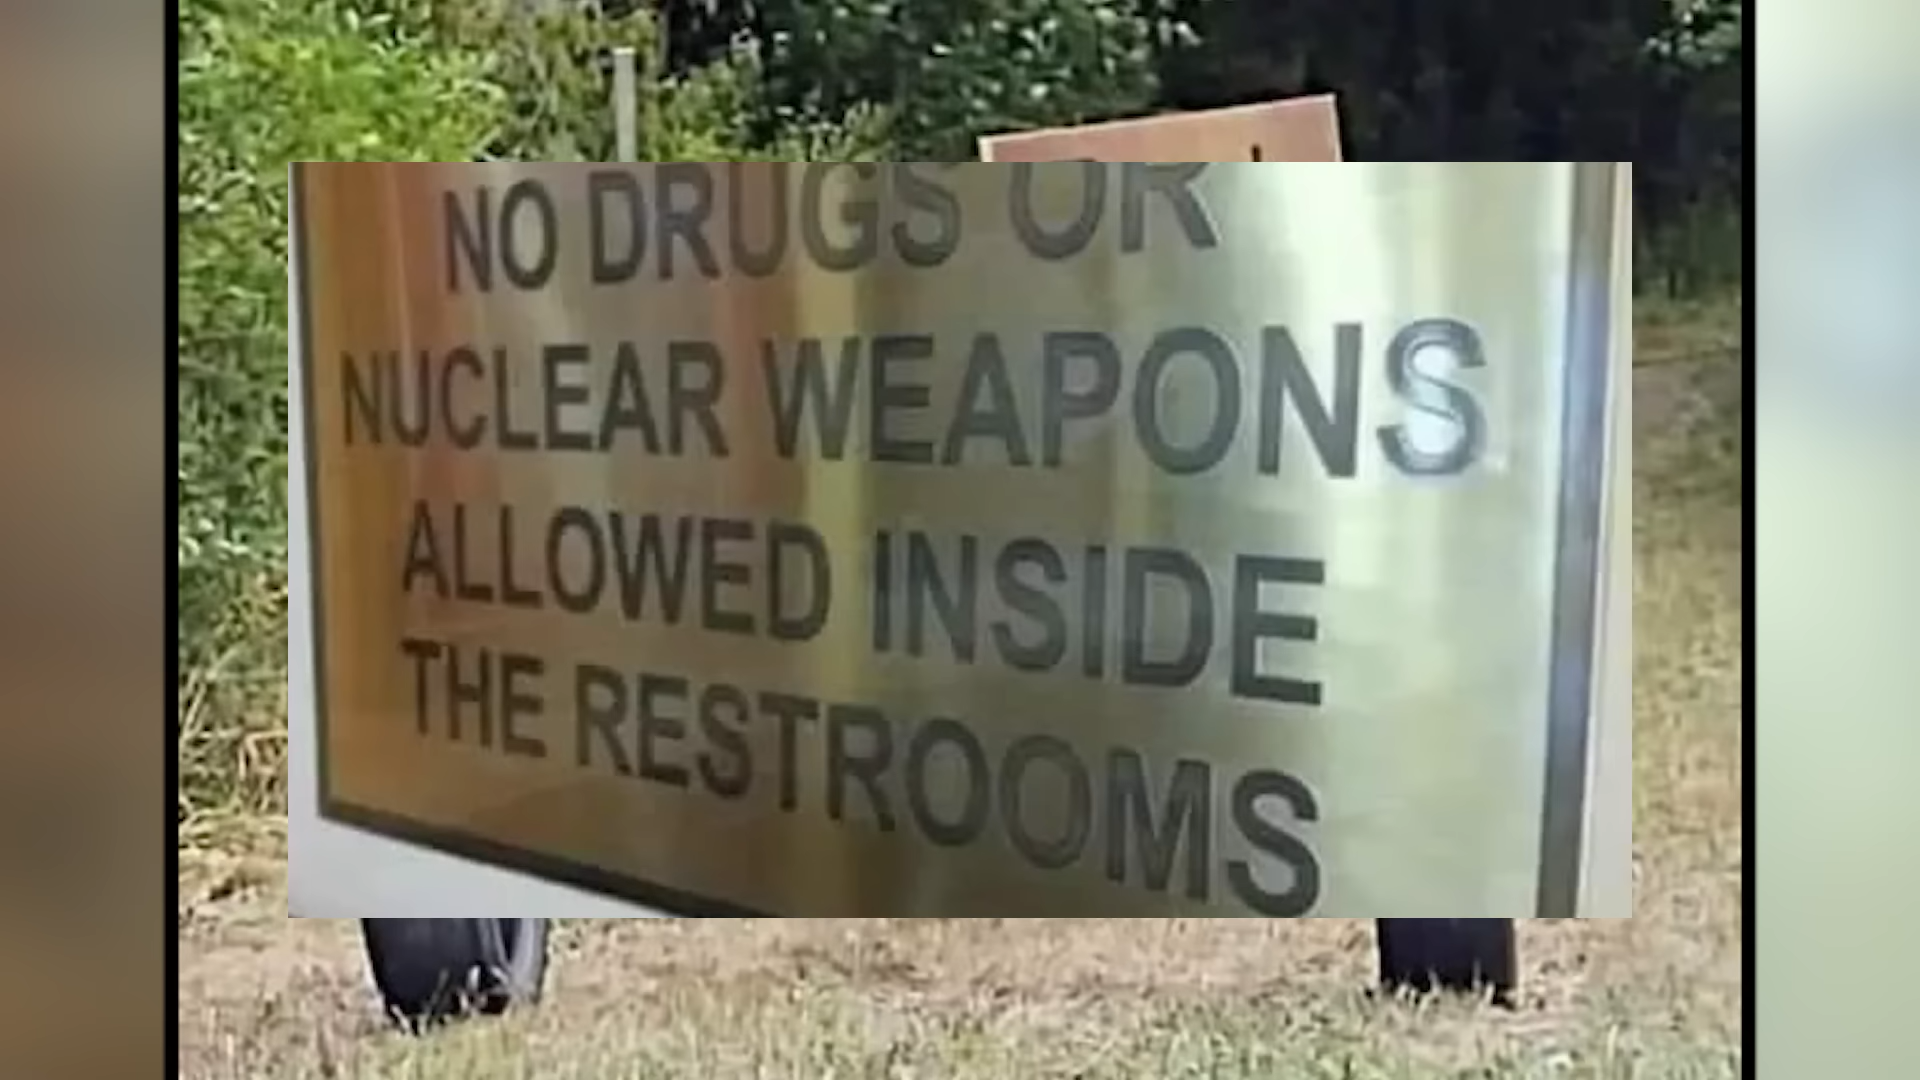 NO DRUGS OR
NUCLEAR WEAPONS
ALLOWED INSIDE
THE RESTROOMS